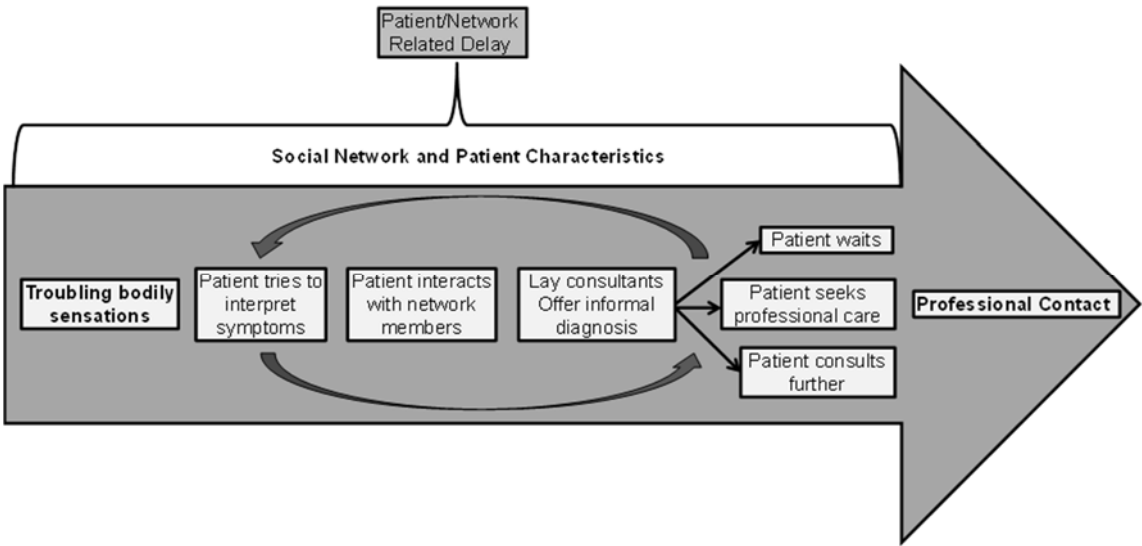 Patient/Network
Related Delay
Social Network and Patient Characteristics
Troubling bodily
sensations
Patient tries to
interpret
symptoms
Patient interacts
with network
members
Lay consultants
Offer informal
diagnosis
Patient waits
Patient seeks
professional care
Patient consults
further
Professional Contact